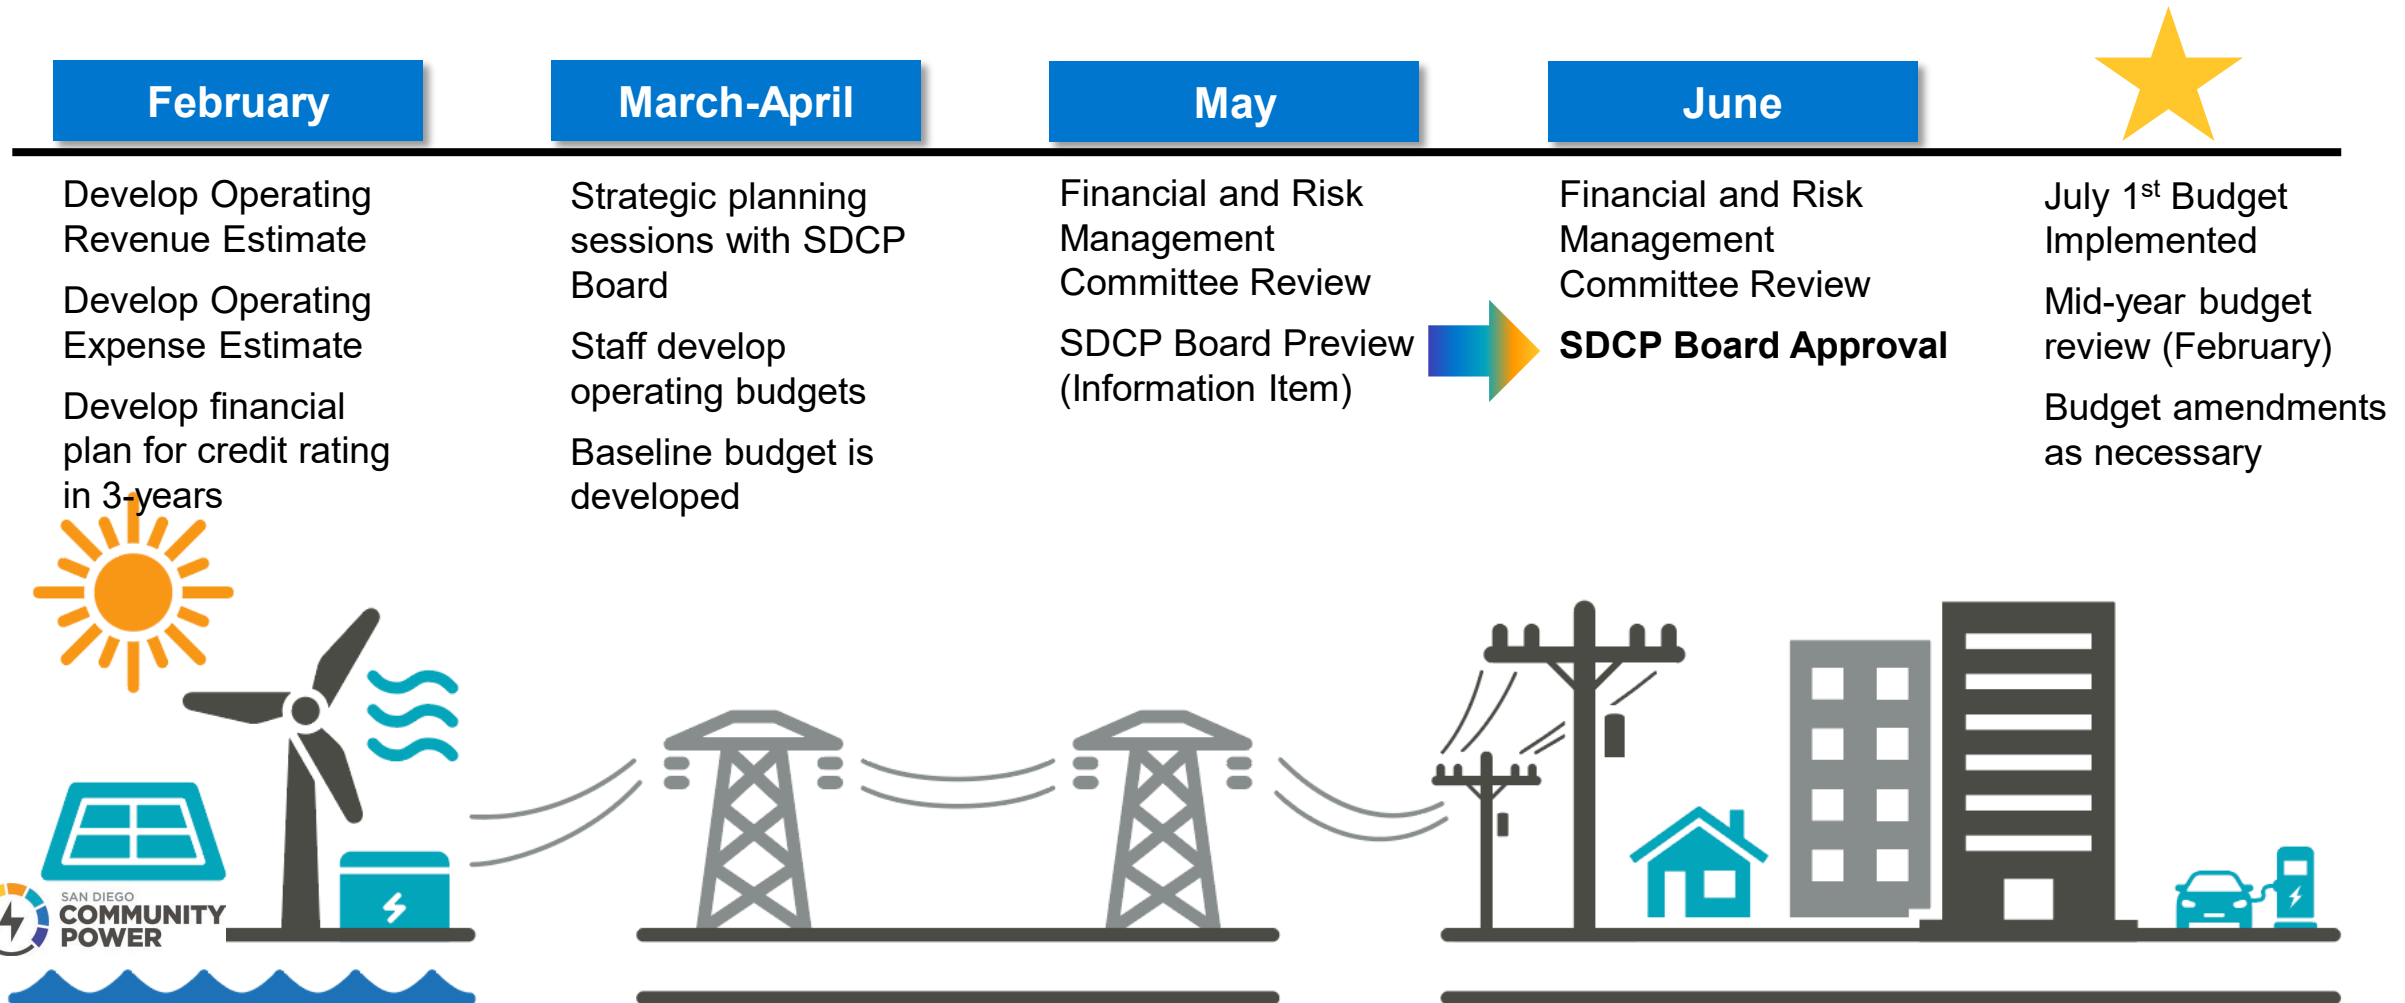 February
Develop Operating
Revenue Estimate
Develop Operating
Expense Estimate
Develop financial
plan for credit rating
in 3-years
March-April
Strategic planning
sessions with SDCP
Board
Staff develop
operating budgets
Baseline budget is
developed
May
Financial and Risk
Management
Committee Review
SDCP Board Preview
(Information Item)
June
Financial and Risk
Management
Committee Review
SDCP Board Approval
July 1st Budget
Implemented
Mid-year budget
review (February)
Budget amendments
as necessary
SAN DIEGO
COMMUNITY
POWER